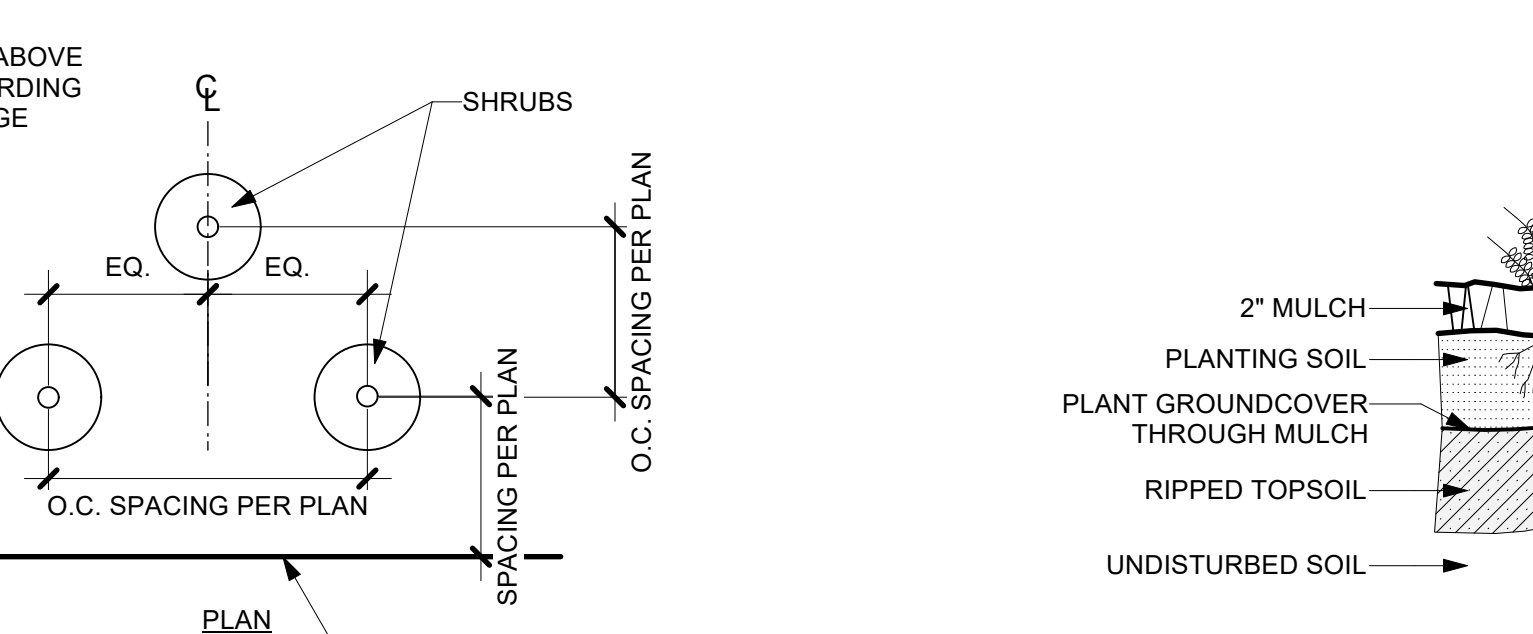 ABOVE
RDING
GE
℄
SHRUBS
EQ.
EQ.
O.C. SPACING PER PLAN
SPACING PER PLAN
O.C. SPACING PER PLAN
PLAN
2" MULCH
PLANTING SOIL
PLANT GROUNDCOVER
THROUGH MULCH
RIPPED TOPSOIL
UNDISTURBED SOIL